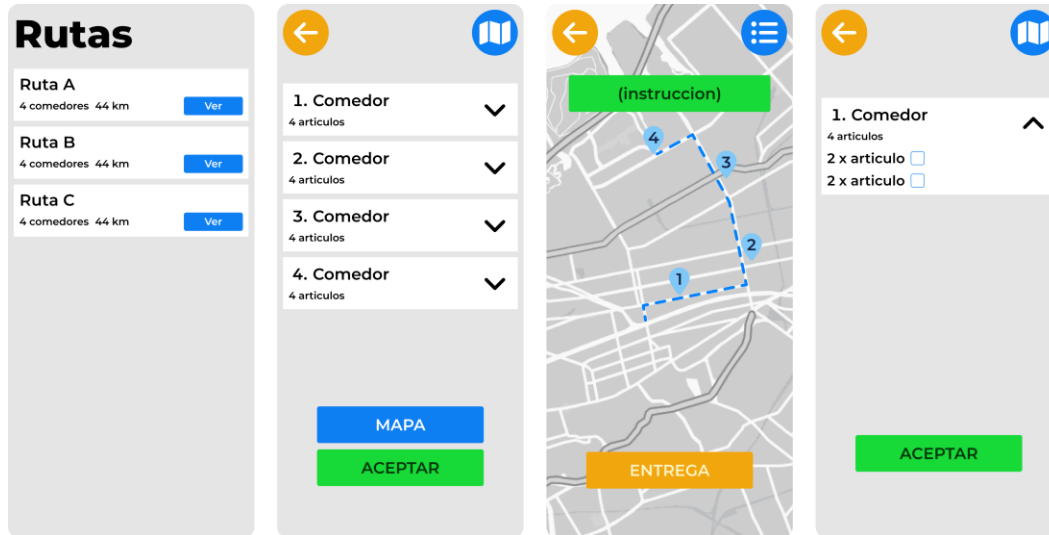 Rutas
Ruta A
4 comedores 44 km Ver
Ruta B
4 comedores 44 km Ver
Ruta C
4 comedores 44 km Ver
1. Comedor
4 articulos
2. Comedor
4 articulos
3. Comedor
4 articulos
4. Comedor
4 articulos
MAPA
ACEPTAR
(instruccion)
4
3
2
1
ENTREGA
1. Comedor
4 articulos
2 x articulo
2 x articulo
ACEPTAR